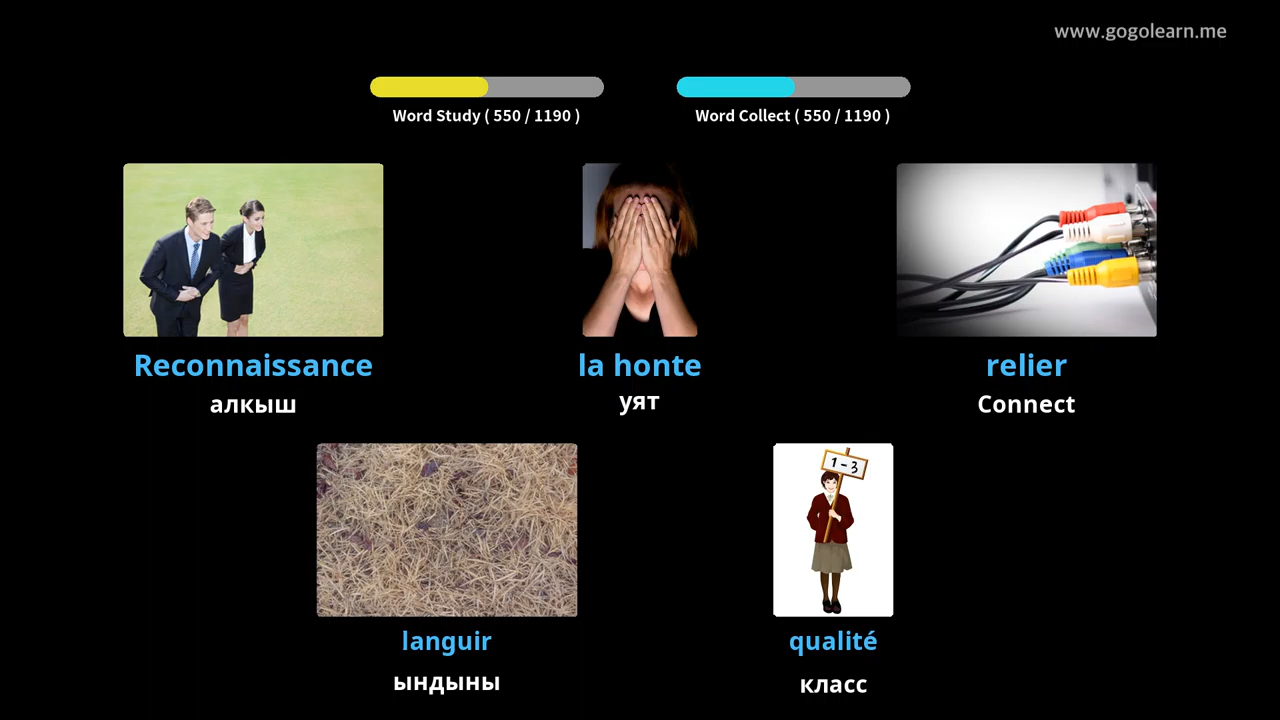 www.gogolearn.me
Word Study ( 550 / 1190 )
Word Collect ( 550 / 1190 )
Reconnaissance
алкыш
la honte
уят
relier
Connect
1 - 3
languir
ындыны
qualité
класс